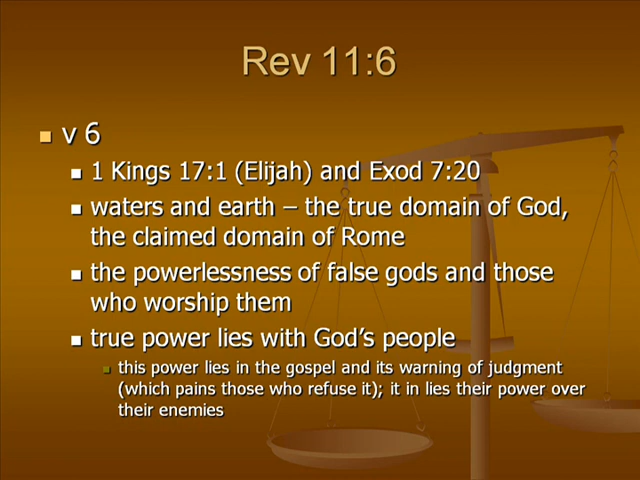 Rev 11:6
v 6
1 Kings 17:1 (Elijah) and Exod 7:20
waters and earth – the true domain of God,
the claimed domain of Rome
the powerlessness of false gods and those
who worship them
true power lies with God's people
this power lies in the gospel and its warning of judgment
(which pains those who refuse it); it in lies their power over
their enemies